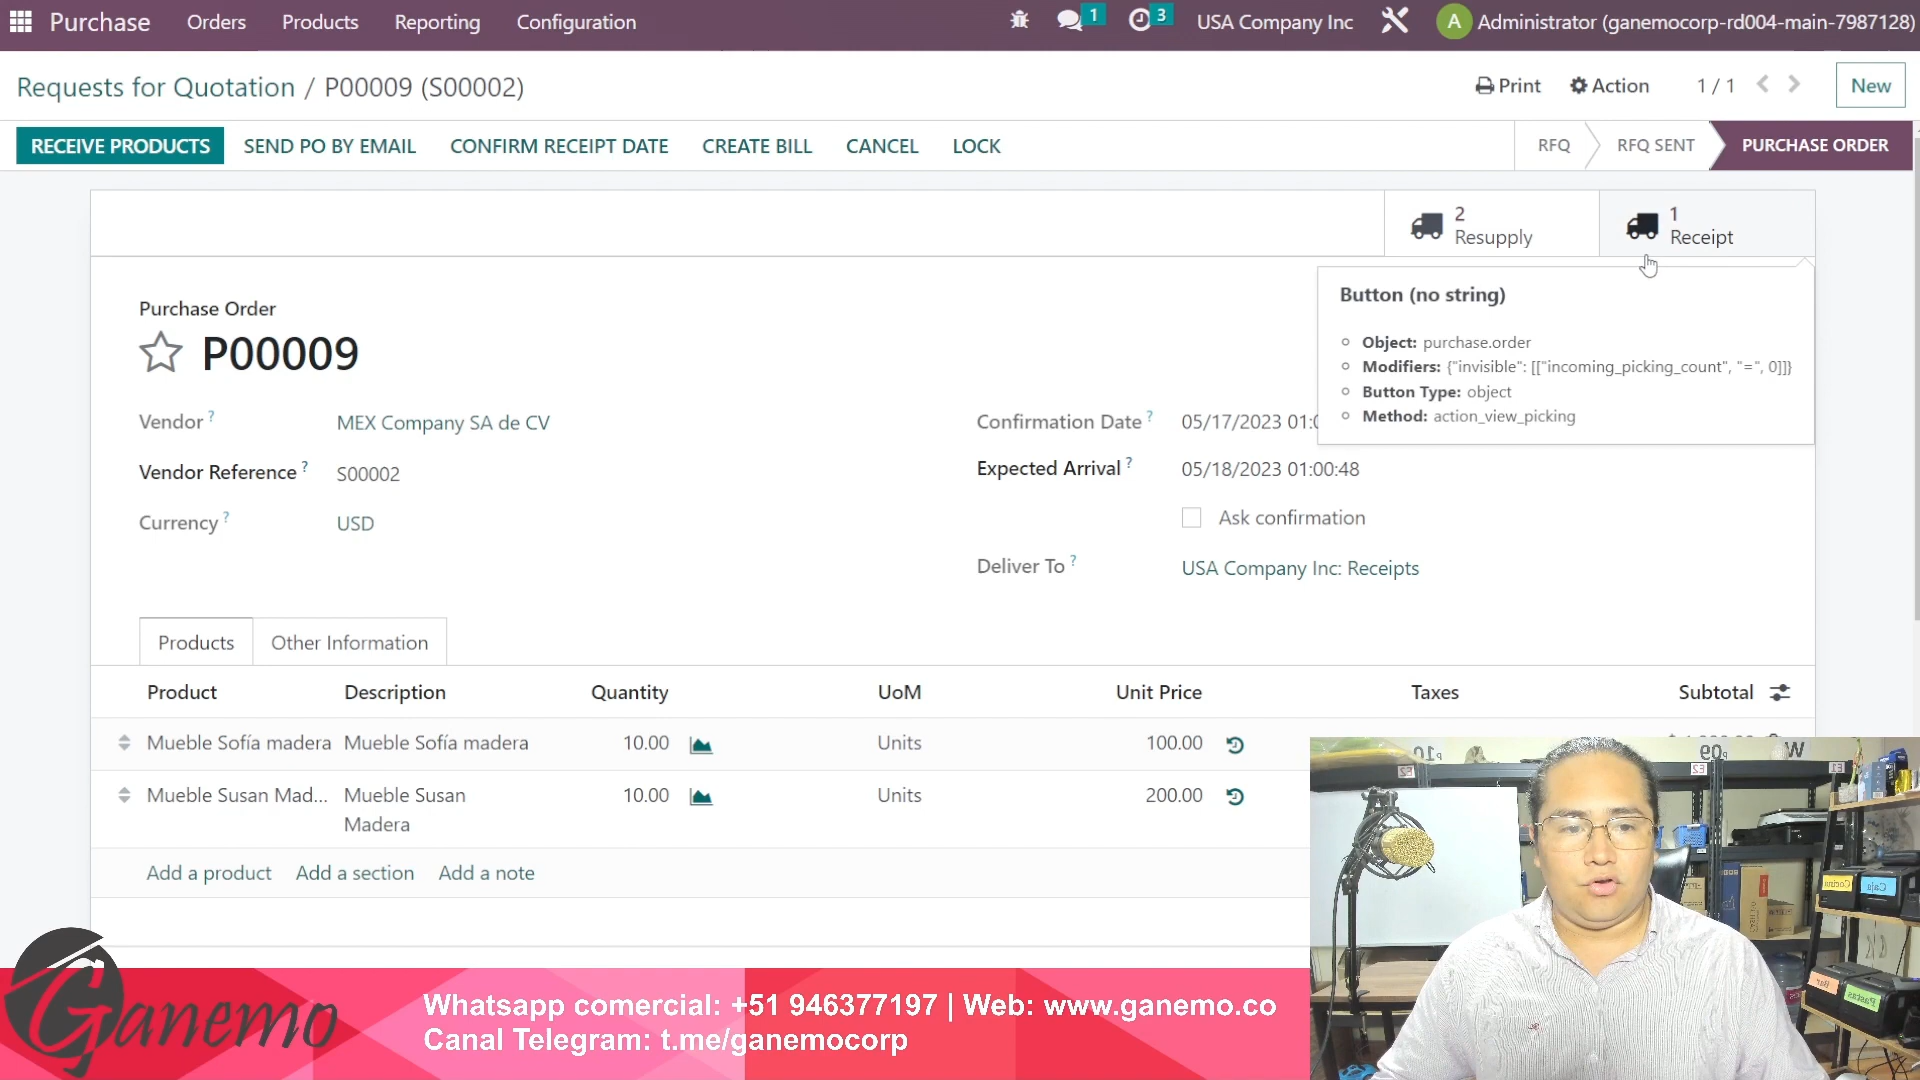 Purchase Orders Products Reporting Configuration 1 3 USA Company Inc A Administrator (ganemocorp-rd004-main-7987128)
Requests for Quotation / P00009 (S00002) Print Action 1 / 1 New
RECEIVE PRODUCTS SEND PO BY EMAIL CONFIRM RECEIPT DATE CREATE BILL CANCEL LOCK RFQ RFQ SENT PURCHASE ORDER
2
Resupply
1
Receipt
Button (no string)
Object: purchase.order
Modifiers: {"invisible": [["incoming_picking_count", "=", 0]]}
Button Type: object
Method: action_view_picking
Purchase Order
P00009
Vendor ? MEX Company SA de CV
Vendor Reference ? S00002
Currency ? USD
Confirmation Date ? 05/17/2023 01:0
Expected Arrival ? 05/18/2023 01:00:48
Ask confirmation
Deliver To ? USA Company Inc: Receipts
Products Other Information
Product Description Quantity UoM Unit Price Taxes Subtotal
Mueble Sofía madera Mueble Sofía madera 10.00 Units 100.00
Mueble Susan Mad... Mueble Susan Madera 10.00 Units 200.00
Add a product Add a section Add a note
Ganemo
Whatsapp comercial: +51 946377197 | Web: www.ganemo.co
Canal Telegram: t.me/ganemocorp